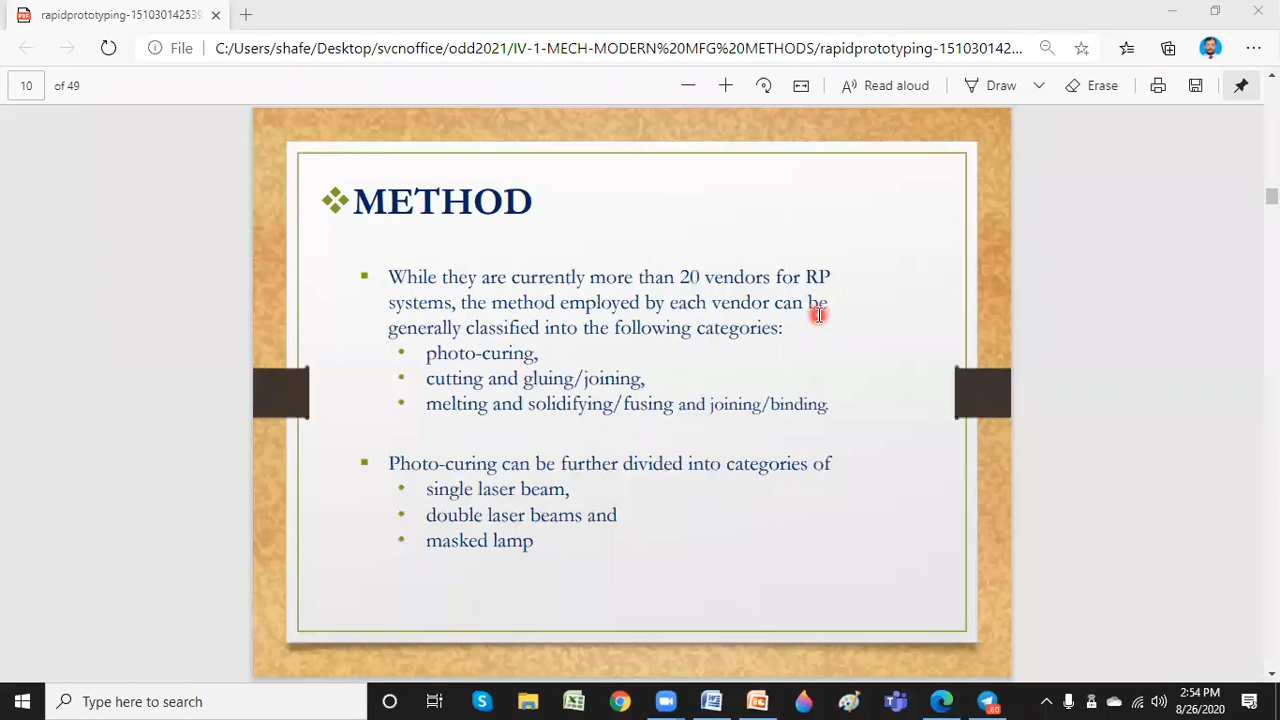 rapidprototyping-151030142539
File
C:/Users/shafe/Desktop/svcnoffice/odd2021/IV-1-MECH-MODERN%20MFG%20METHODS/rapidprototyping-151030142...
10 of 49
Read aloud
Draw
Erase
METHOD
While they are currently more than 20 vendors for RP
systems, the method employed by each vendor can be
generally classified into the following categories:
photo-curing,
cutting and gluing/joining,
melting and solidifying/fusing and joining/binding.
Photo-curing can be further divided into categories of
single laser beam,
double laser beams and
masked lamp
Type here to search
2:54 PM
8/26/2020